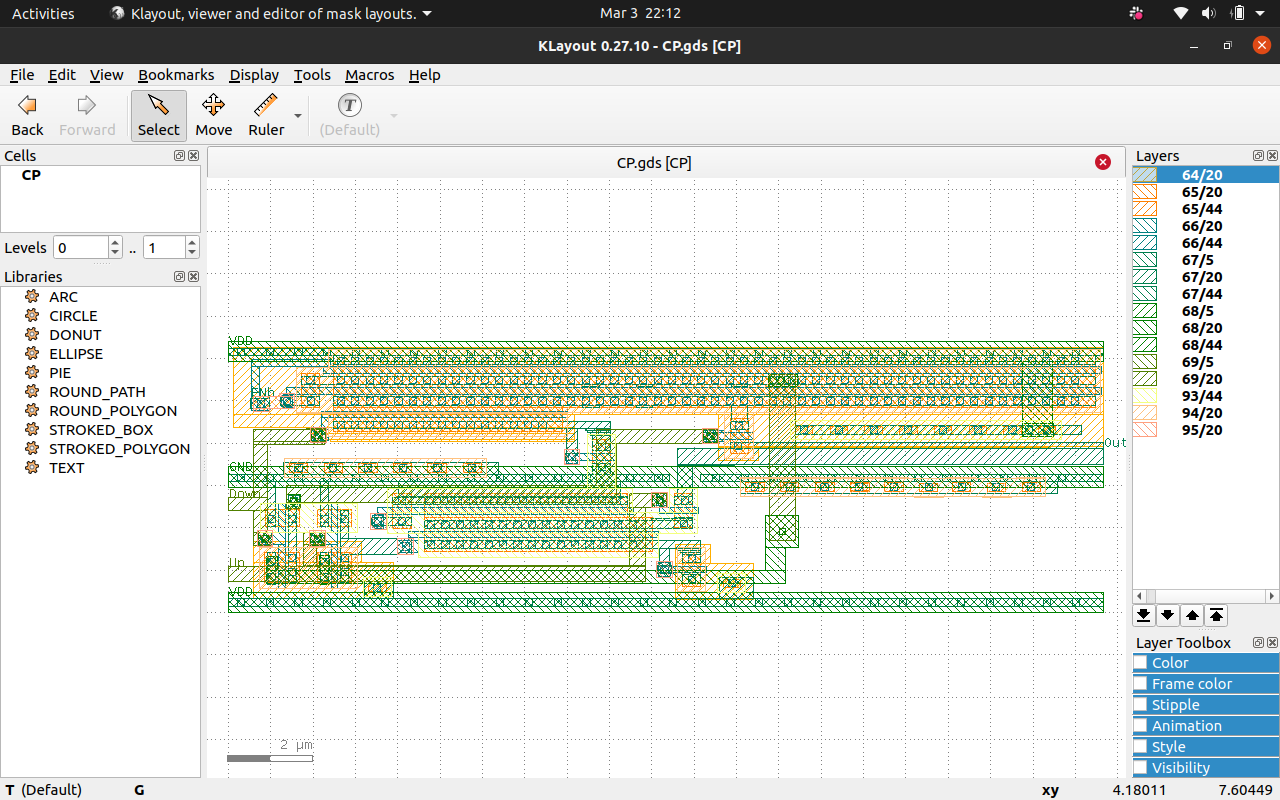 Activities
Klayout, viewer and editor of mask layouts.
Mar 3 22:12
KLayout 0.27.10 - CP.gds [CP]
File Edit View Bookmarks Display Tools Macros Help
Back Forward Select Move Ruler (Default)
Cells
CP
Levels 0 .. 1
Libraries
ARC
CIRCLE
DONUT
ELLIPSE
PIE
ROUND_PATH
ROUND_POLYGON
STROKED_BOX
STROKED_POLYGON
TEXT
CP.gds [CP]
VDD
Out
GND
Down
Up
VDD
2 µm
Layers
64/20
65/20
65/44
66/20
66/44
67/5
67/20
67/44
68/5
68/20
68/44
69/5
69/20
93/44
94/20
95/20
Layer Toolbox
Color
Frame color
Stipple
Animation
Style
Visibility
T (Default) G xy 4.18011 7.60449